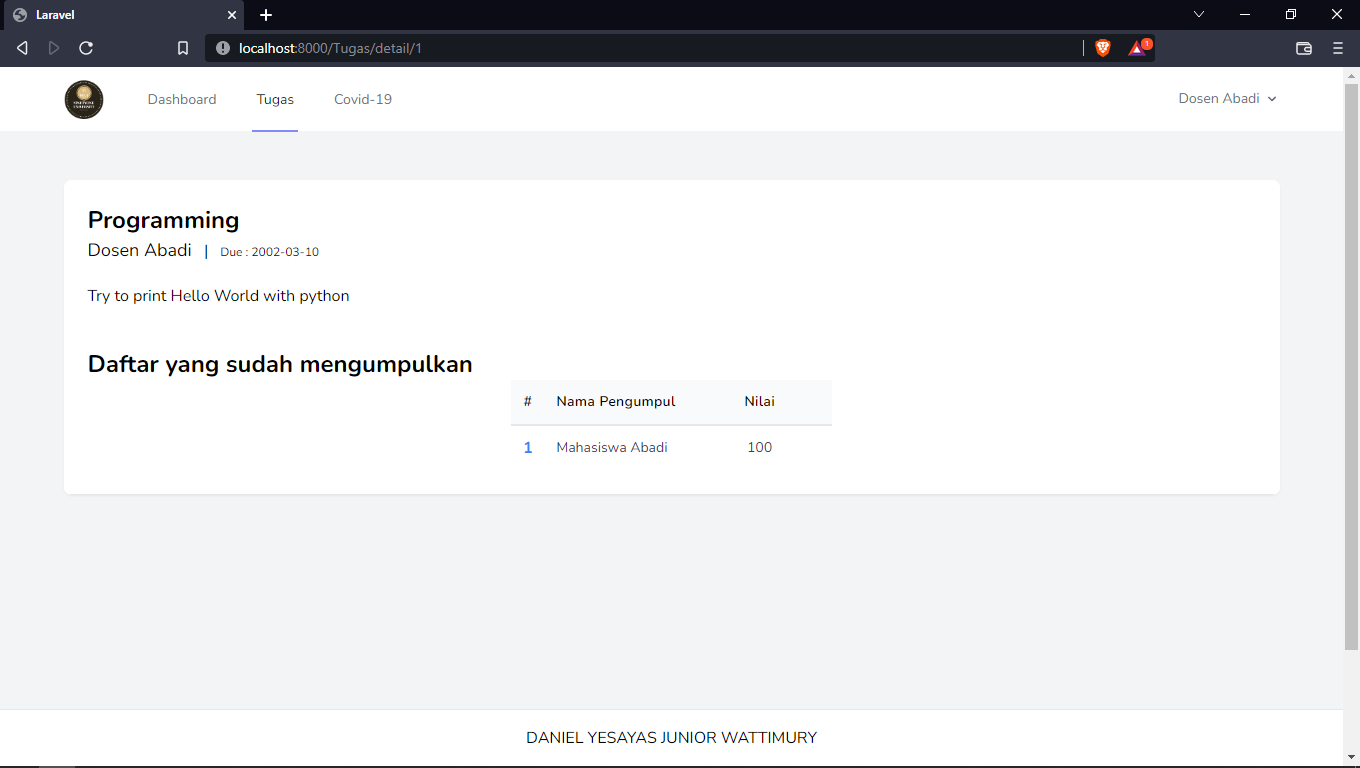 Laravel
localhost:8000/Tugas/detail/1
1
Dashboard Tugas Covid-19 Dosen Abadi
Programming
Dosen Abadi | Due : 2002-03-10
Try to print Hello World with python
Daftar yang sudah mengumpulkan
# Nama Pengumpul Nilai
1 Mahasiswa Abadi 100
DANIEL YESAYAS JUNIOR WATTIMURY